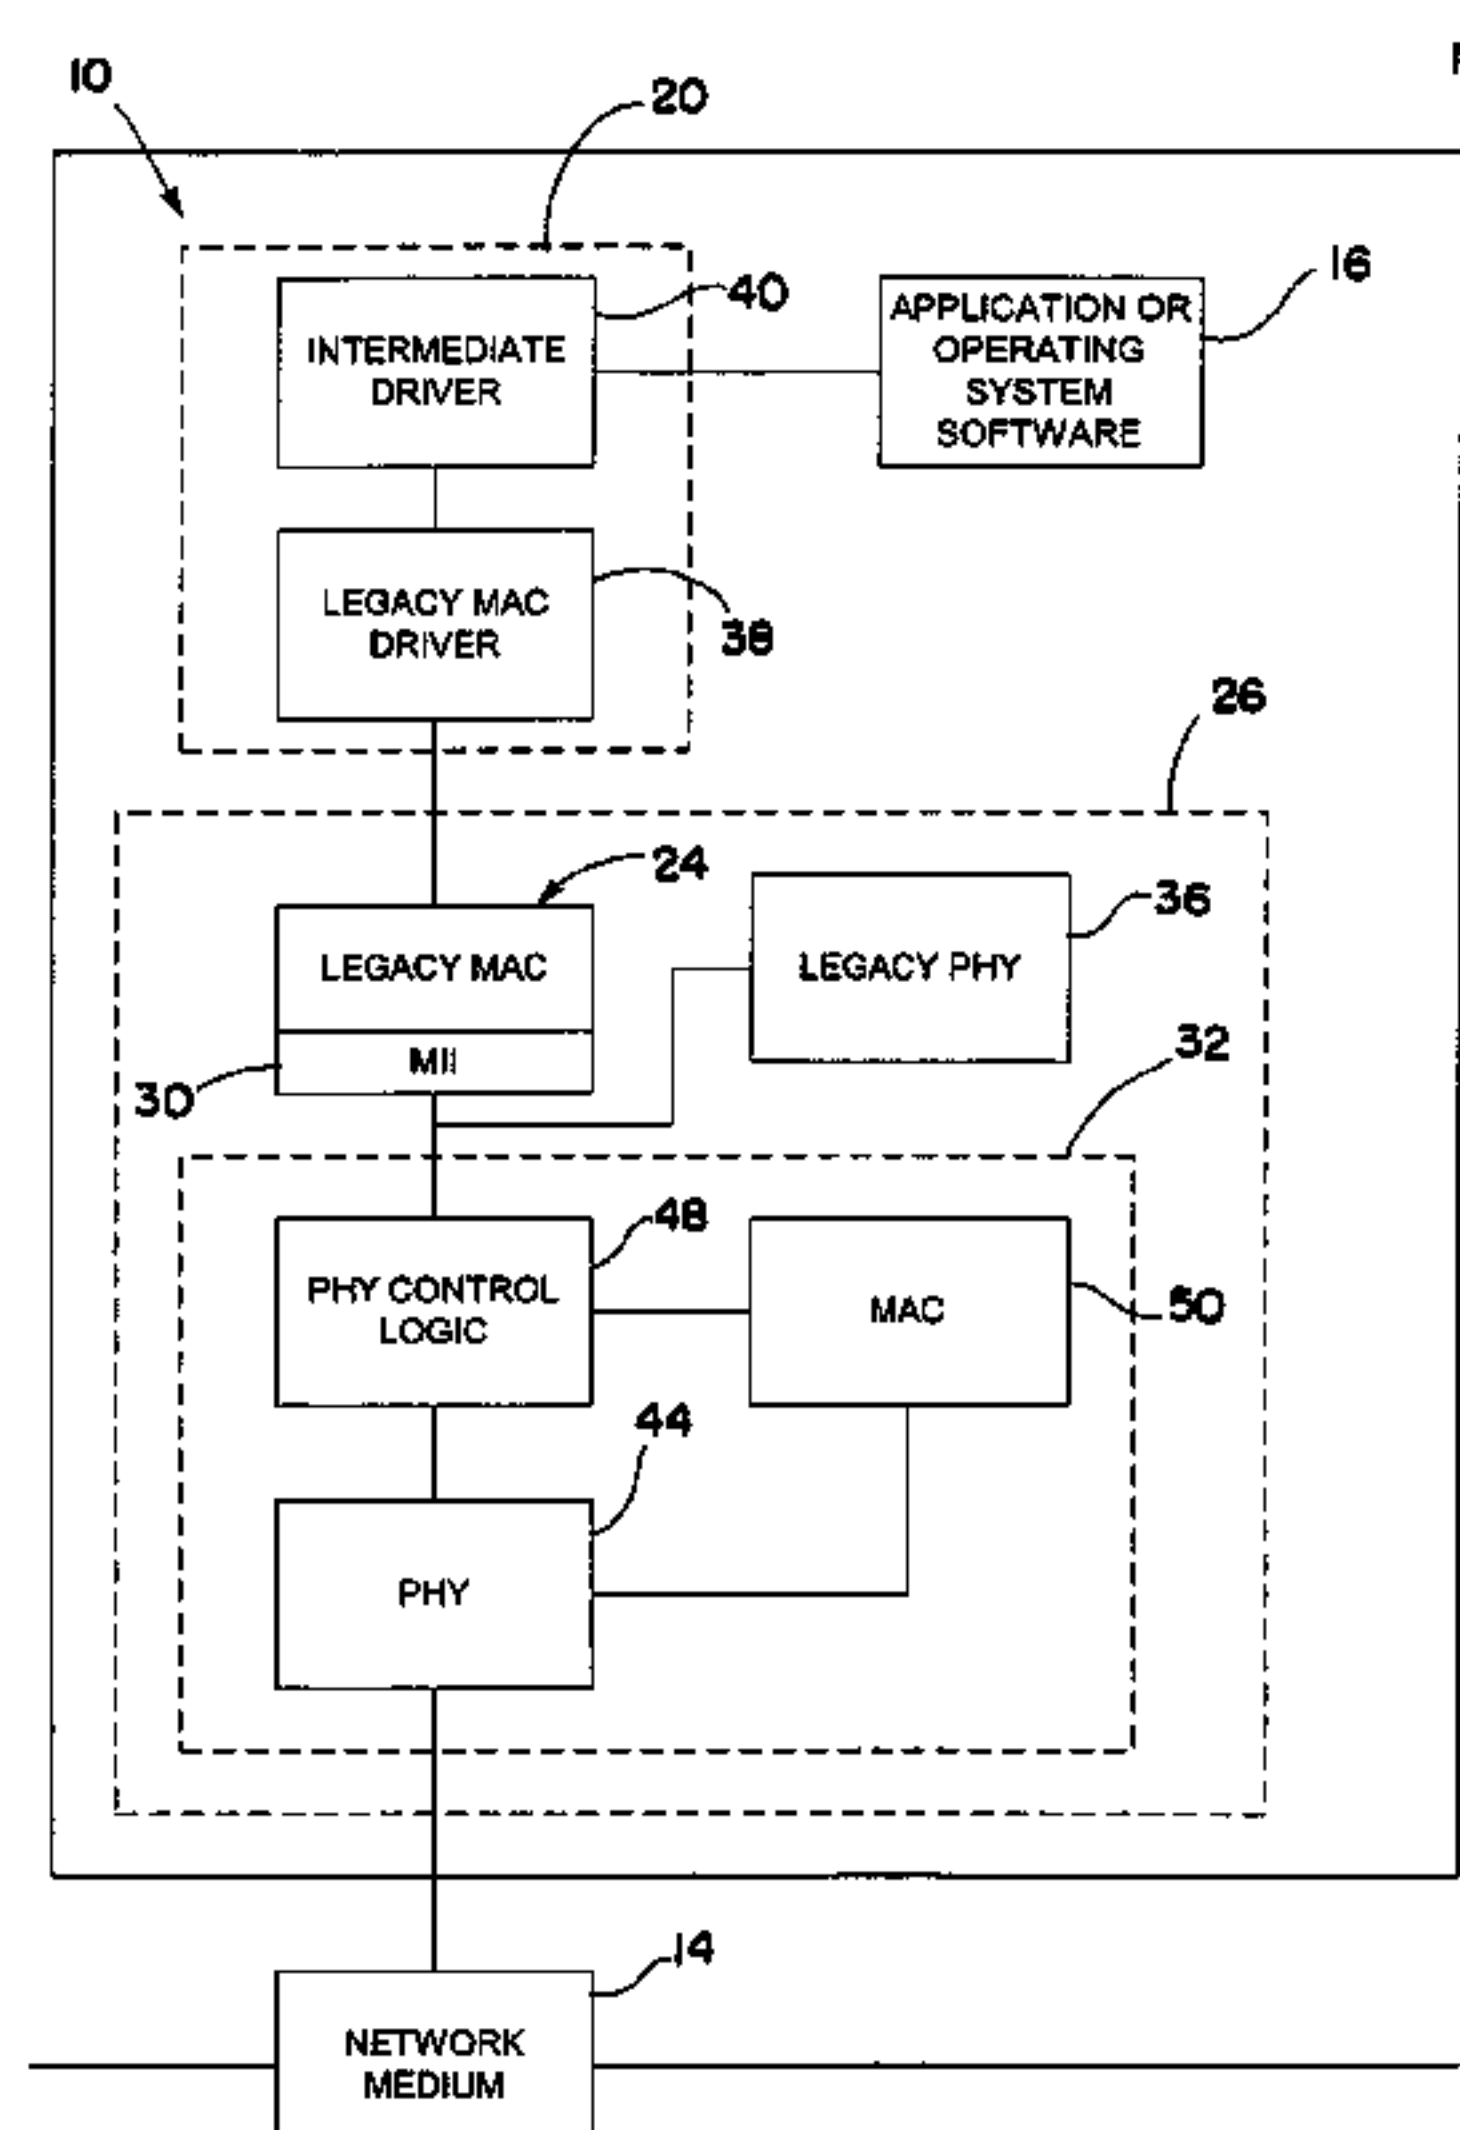 10
20
40
16
INTERMEDIATE
DRIVER
APPLICATION OR
OPERATING
SYSTEM
SOFTWARE
LEGACY MAC
DRIVER
38
26
24
36
LEGACY MAC
LEGACY PHY
MII
30
32
48
PHY CONTROL
LOGIC
MAC
50
44
PHY
14
NETWORK
MEDIUM